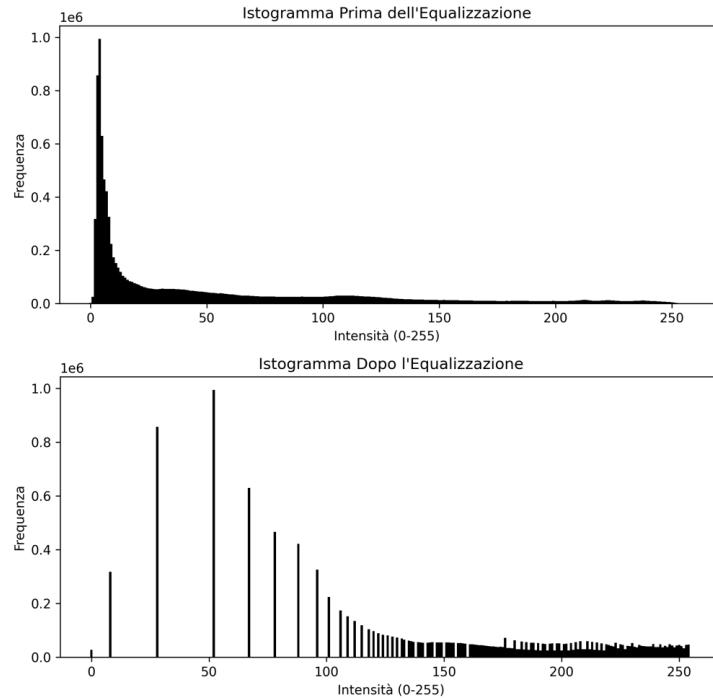 Istogramma Prima dell'Equalizzazione
1e6
1.0
0.8
0.6
0.4
0.2
0.0
Frequenza
0 50 100 150 200 250
Intensità (0-255)
Istogramma Dopo l'Equalizzazione
1e6
1.0
0.8
0.6
0.4
0.2
0.0
Frequenza
0 50 100 150 200 250
Intensità (0-255)